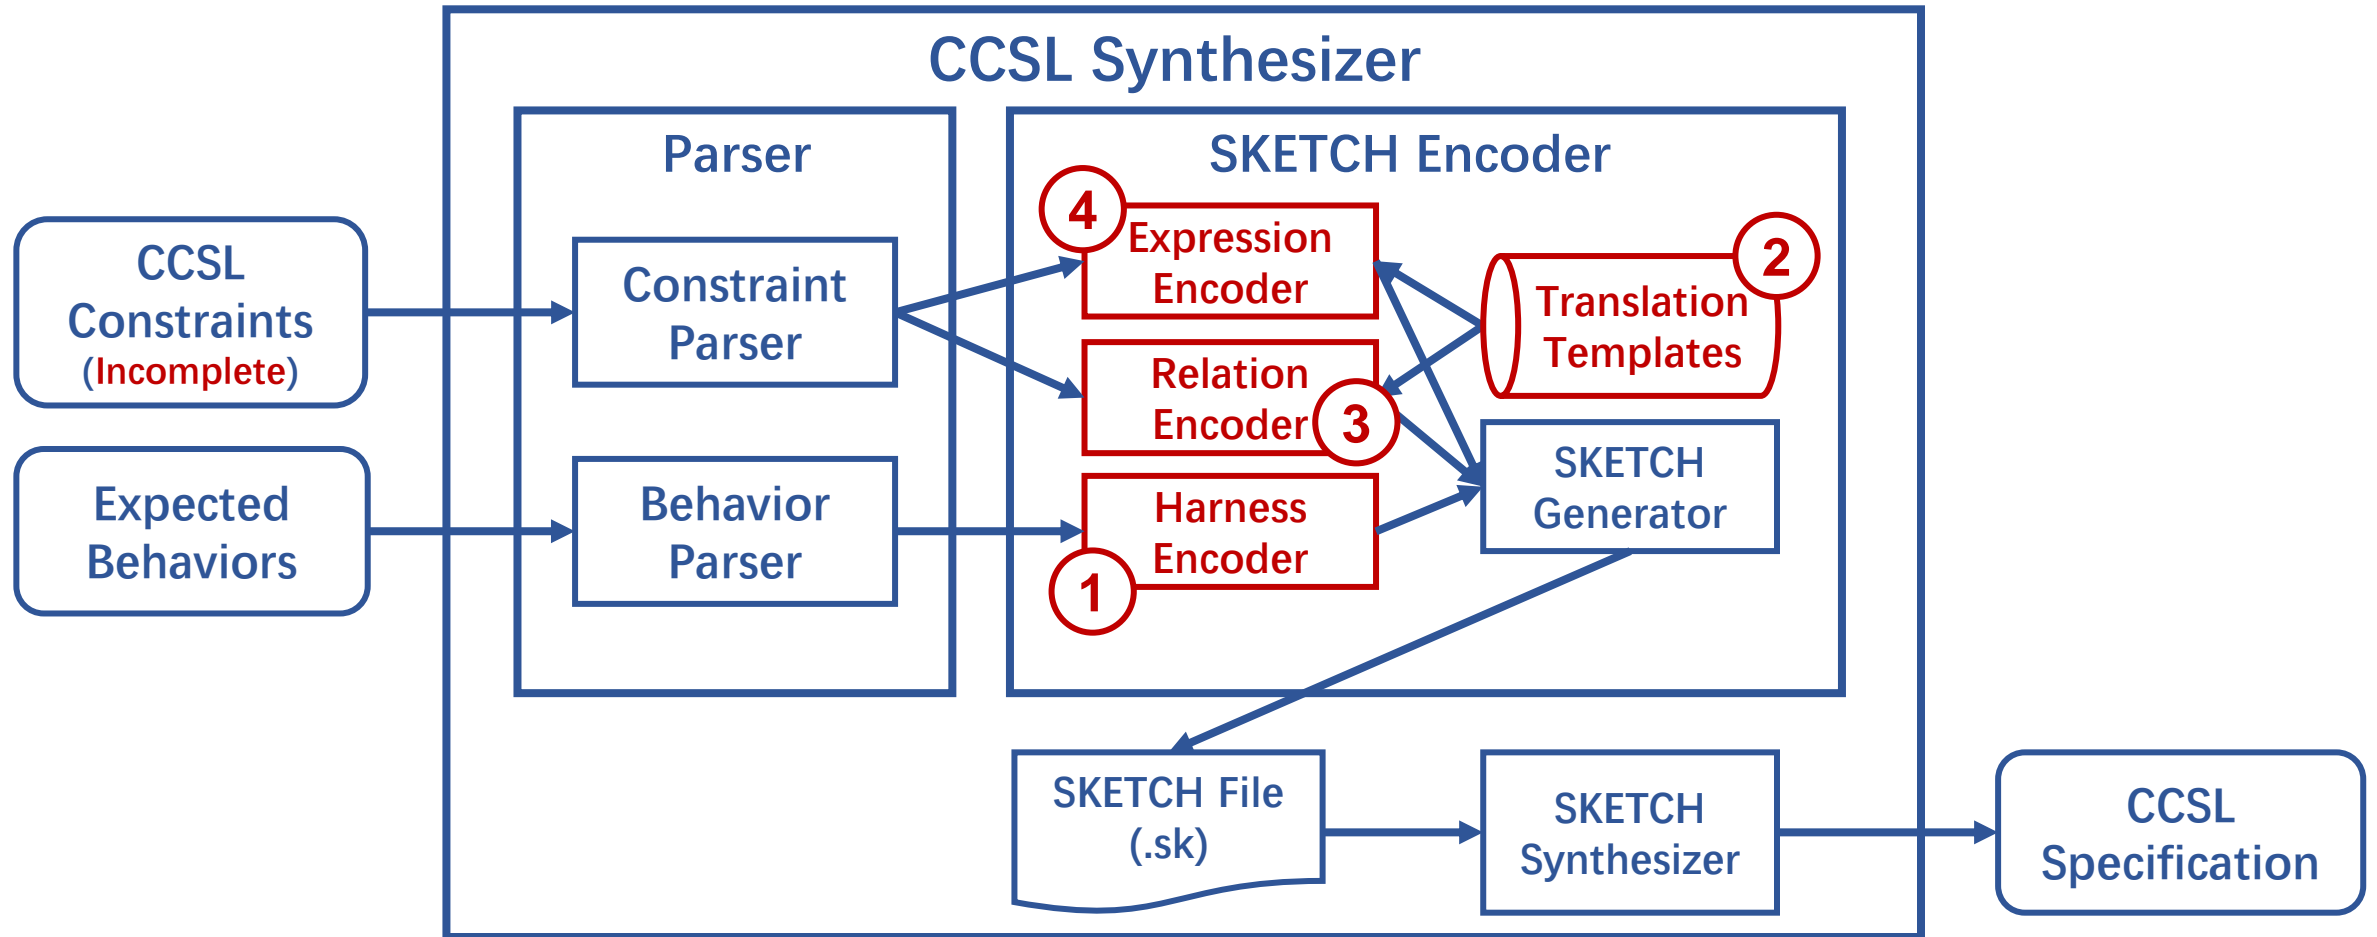 CCSL Synthesizer
Parser
SKETCH Encoder
CCSL
Constraints
(Incomplete)
Expected
Behaviors
Constraint
Parser
Behavior
Parser
4
Expression
Encoder
Relation
Encoder
3
Harness
Encoder
1
2
Translation
Templates
SKETCH
Generator
SKETCH File
(.sk)
SKETCH
Synthesizer
CCSL
Specification